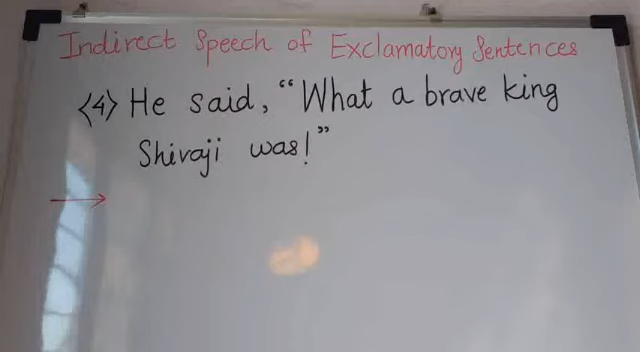 Indirect Speech of Exclamatory Sentences
<4> He said, “What a brave king
Shivaji was!”
→